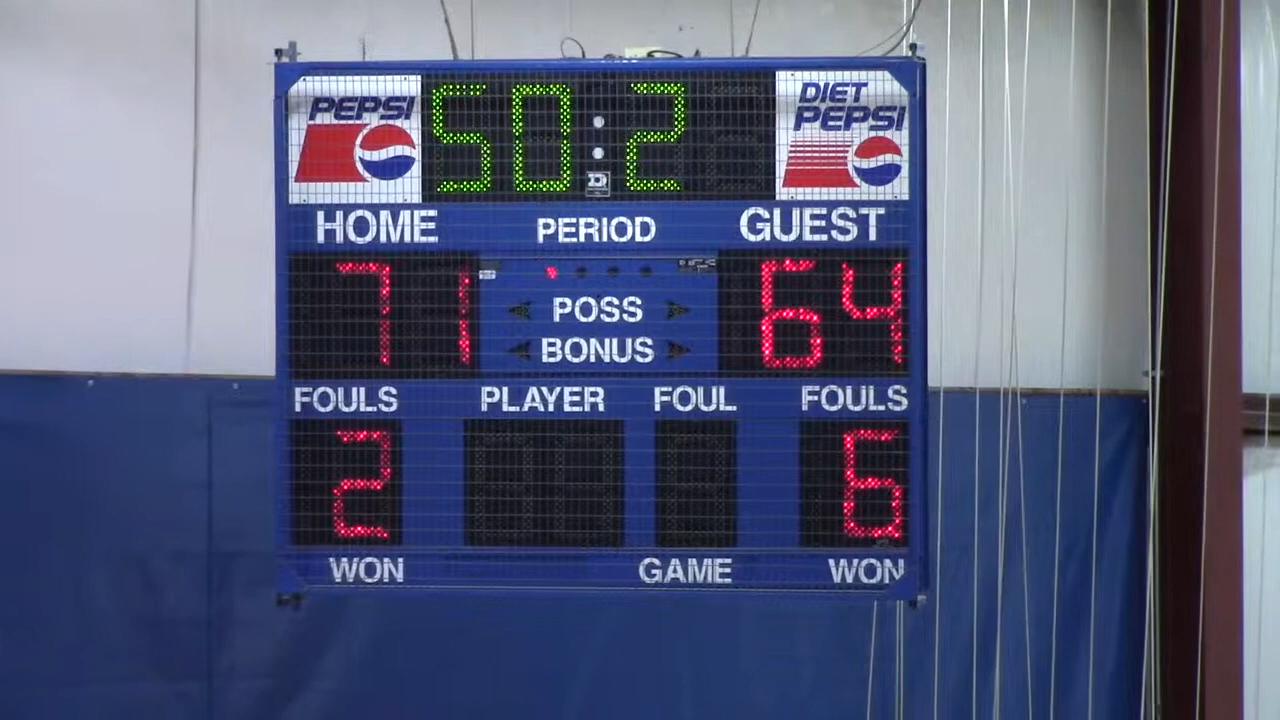 PEPSI 50:2 DIET PEPSI
HOME PERIOD GUEST
71 64
POSS
BONUS
FOULS PLAYER FOUL FOULS
2 6
WON GAME WON